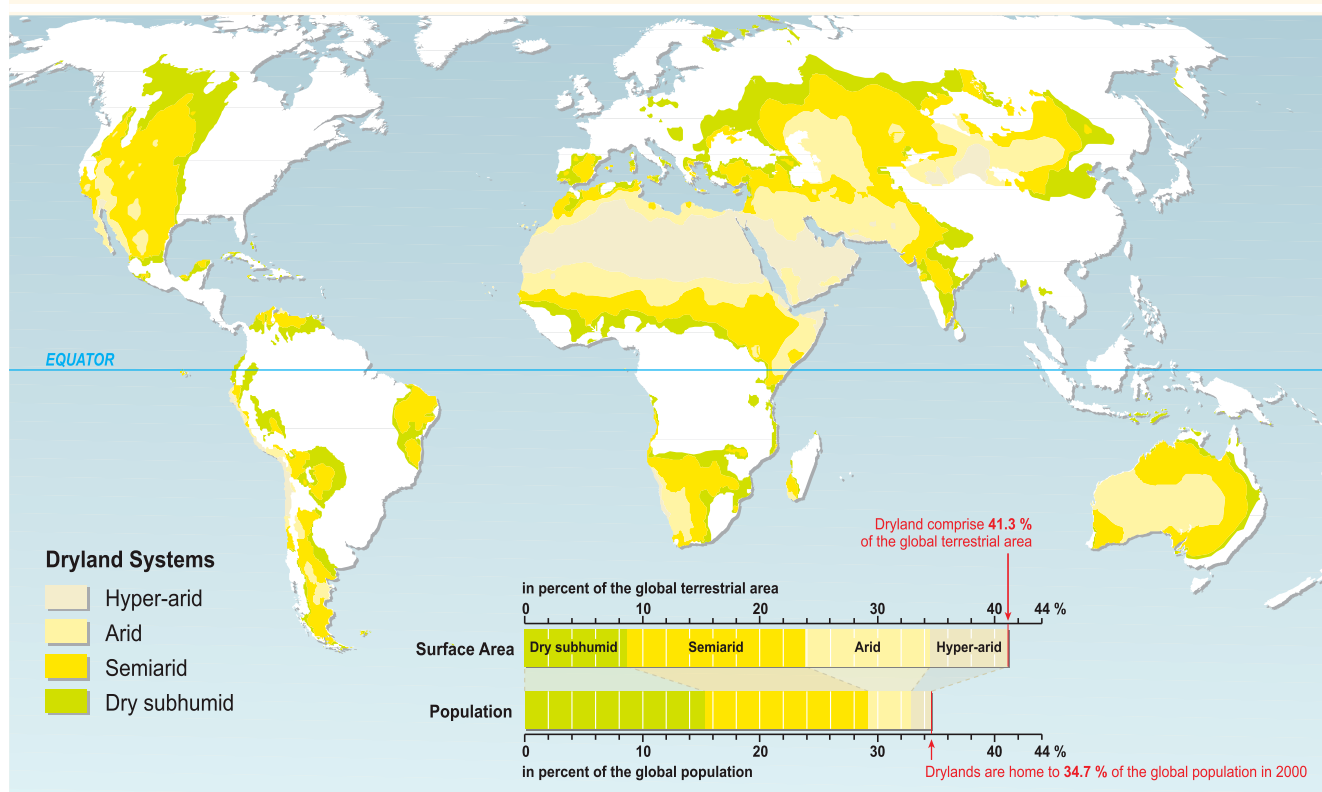 EQUATOR
Dryland Systems
Hyper-arid
Arid
Semiarid
Dry subhumid
Dryland comprise 41.3 %
of the global terrestrial area
in percent of the global terrestrial area
0 10 20 30 40 44 %
Surface Area Dry subhumid Semiarid Arid Hyper-arid
Population
0 10 20 30 40 44 %
in percent of the global population
Drylands are home to 34.7 % of the global population in 2000